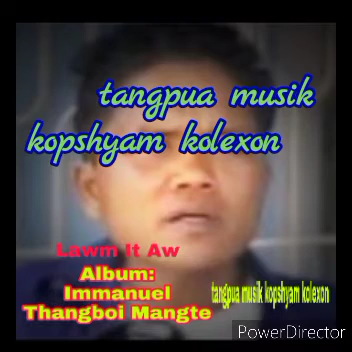 tangpua musik
kopshyam kolexon
Lawm It Aw
Album:
Immanuel
Thangboi Mangte
tangpua musik kopshyam kolexon
PowerDirector